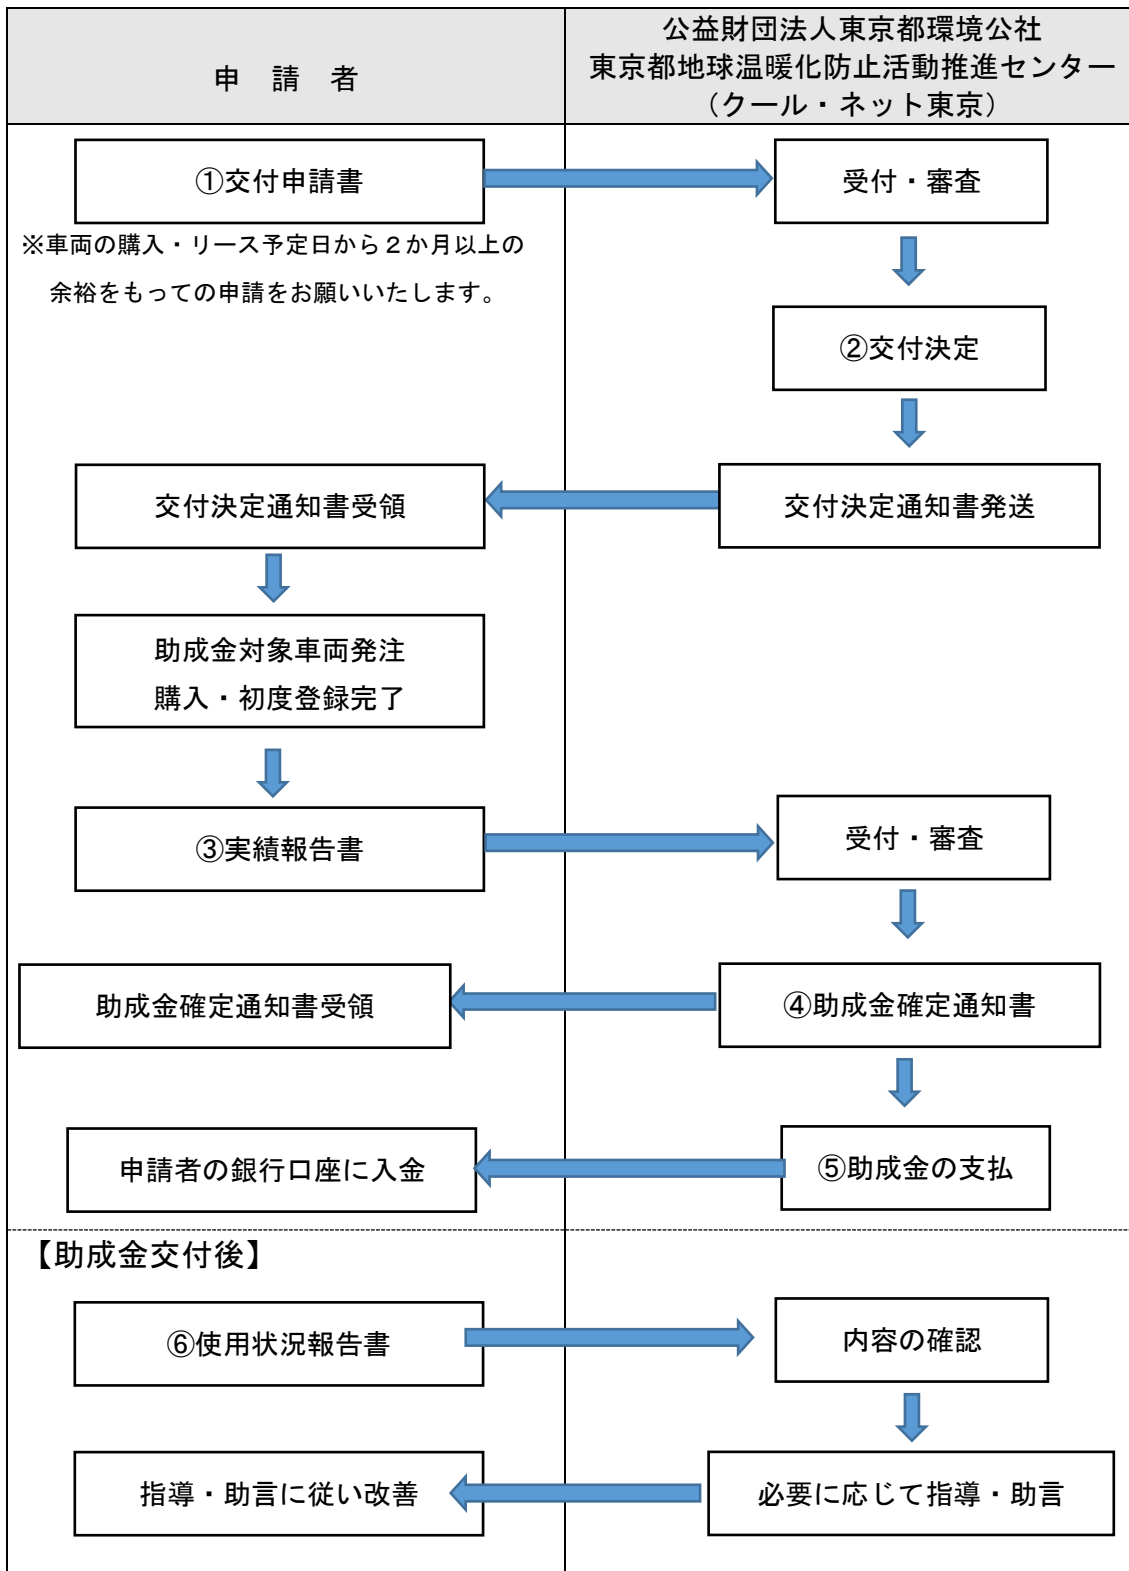 申　請　者
公益財団法人東京都環境公社
東京都地球温暖化防止活動推進センター
（クール・ネット東京）
①交付申請書
受付・審査
※車両の購入・リース予定日から２か月以上の
余裕をもっての申請をお願いいたします。
②交付決定
交付決定通知書受領
交付決定通知書発送
助成金対象車両発注
購入・初度登録完了
③実績報告書
受付・審査
助成金確定通知書受領
④助成金確定通知書
申請者の銀行口座に入金
⑤助成金の支払
【助成金交付後】
⑥使用状況報告書
内容の確認
指導・助言に従い改善
必要に応じて指導・助言